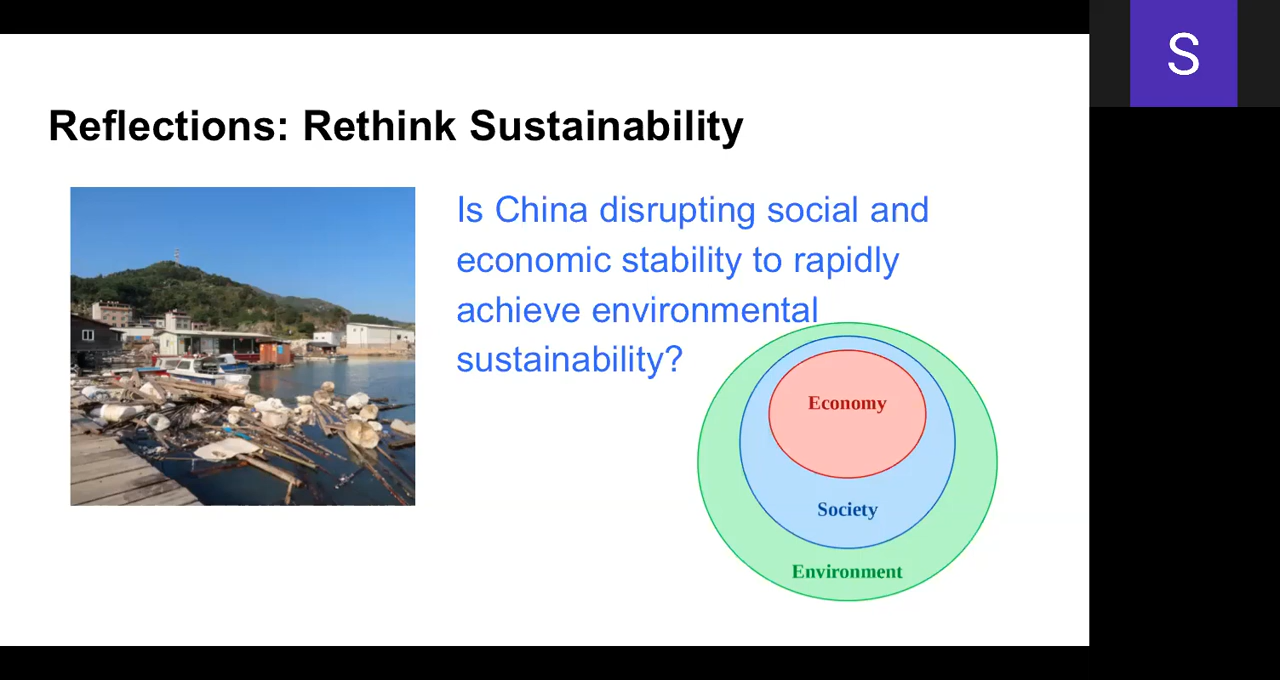 S
Reflections: Rethink Sustainability
Is China disrupting social and
economic stability to rapidly
achieve environmental
sustainability?
Economy
Society
Environment